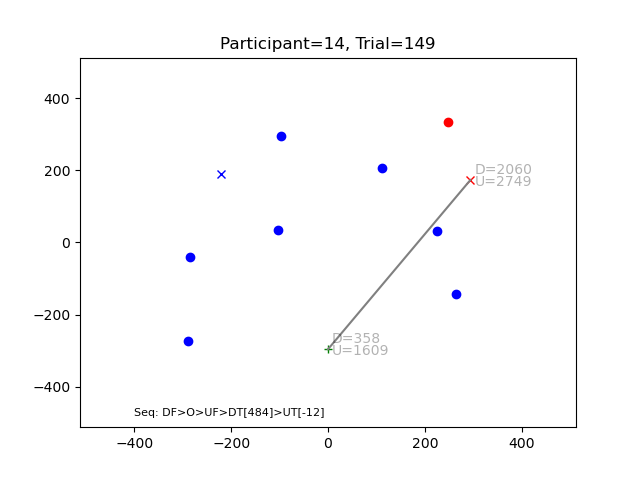 Participant=14, Trial=149
400
200
0
−200
−400
D=2060
U=2749
D=358
U=1609
Seq: DF>O>UF>DT[484]>UT[-12]
−400
−200
0
200
400